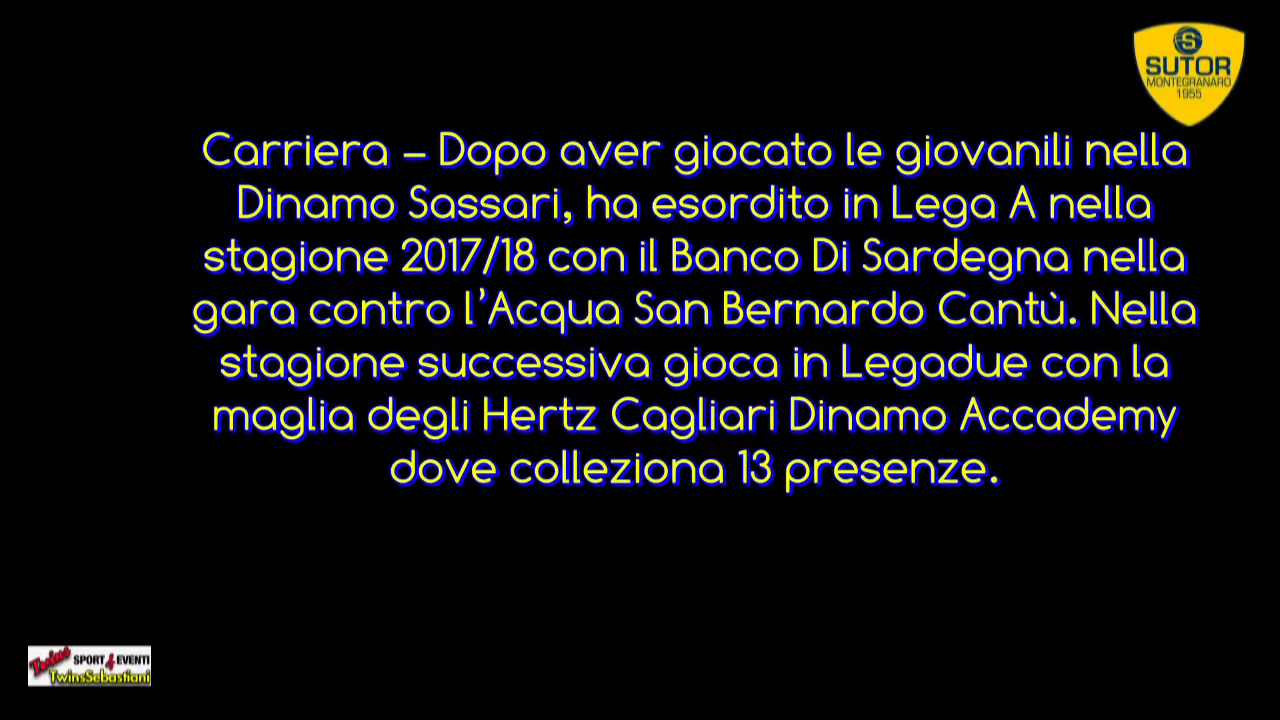 S
SUTOR
MONTEGRANARO
1955
Carriera – Dopo aver giocato le giovanili nella
Dinamo Sassari, ha esordito in Lega A nella
stagione 2017/18 con il Banco Di Sardegna nella
gara contro l'Acqua San Bernardo Cantù. Nella
stagione successiva gioca in Legadue con la
maglia degli Hertz Cagliari Dinamo Accademy
dove colleziona 13 presenze.
Twins SPORT 4 EVENTI
TwinsSebastiani